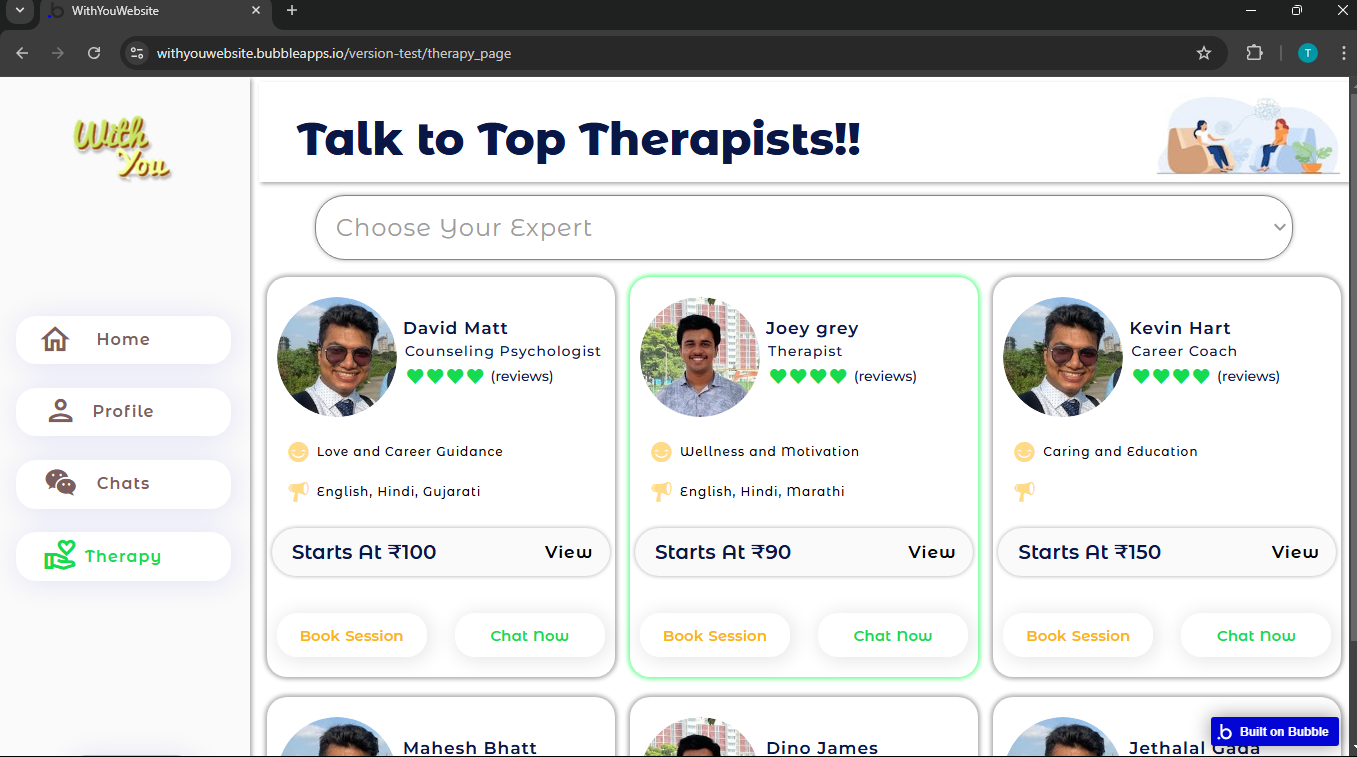 WithYouWebsite
withyouwebsite.bubbleapps.io/version-test/therapy_page
T
With
You
Talk to Top Therapists!!
Choose Your Expert
Home
Profile
Chats
Therapy
David Matt
Counseling Psychologist
(reviews)
Love and Career Guidance
English, Hindi, Gujarati
Starts At ₹100 View
Book Session Chat Now
Joey grey
Therapist
(reviews)
Wellness and Motivation
English, Hindi, Marathi
Starts At ₹90 View
Book Session Chat Now
Kevin Hart
Career Coach
(reviews)
Caring and Education
Starts At ₹150 View
Book Session Chat Now
Mahesh Bhatt
Dino James
Jethalal Gada
Built on Bubble